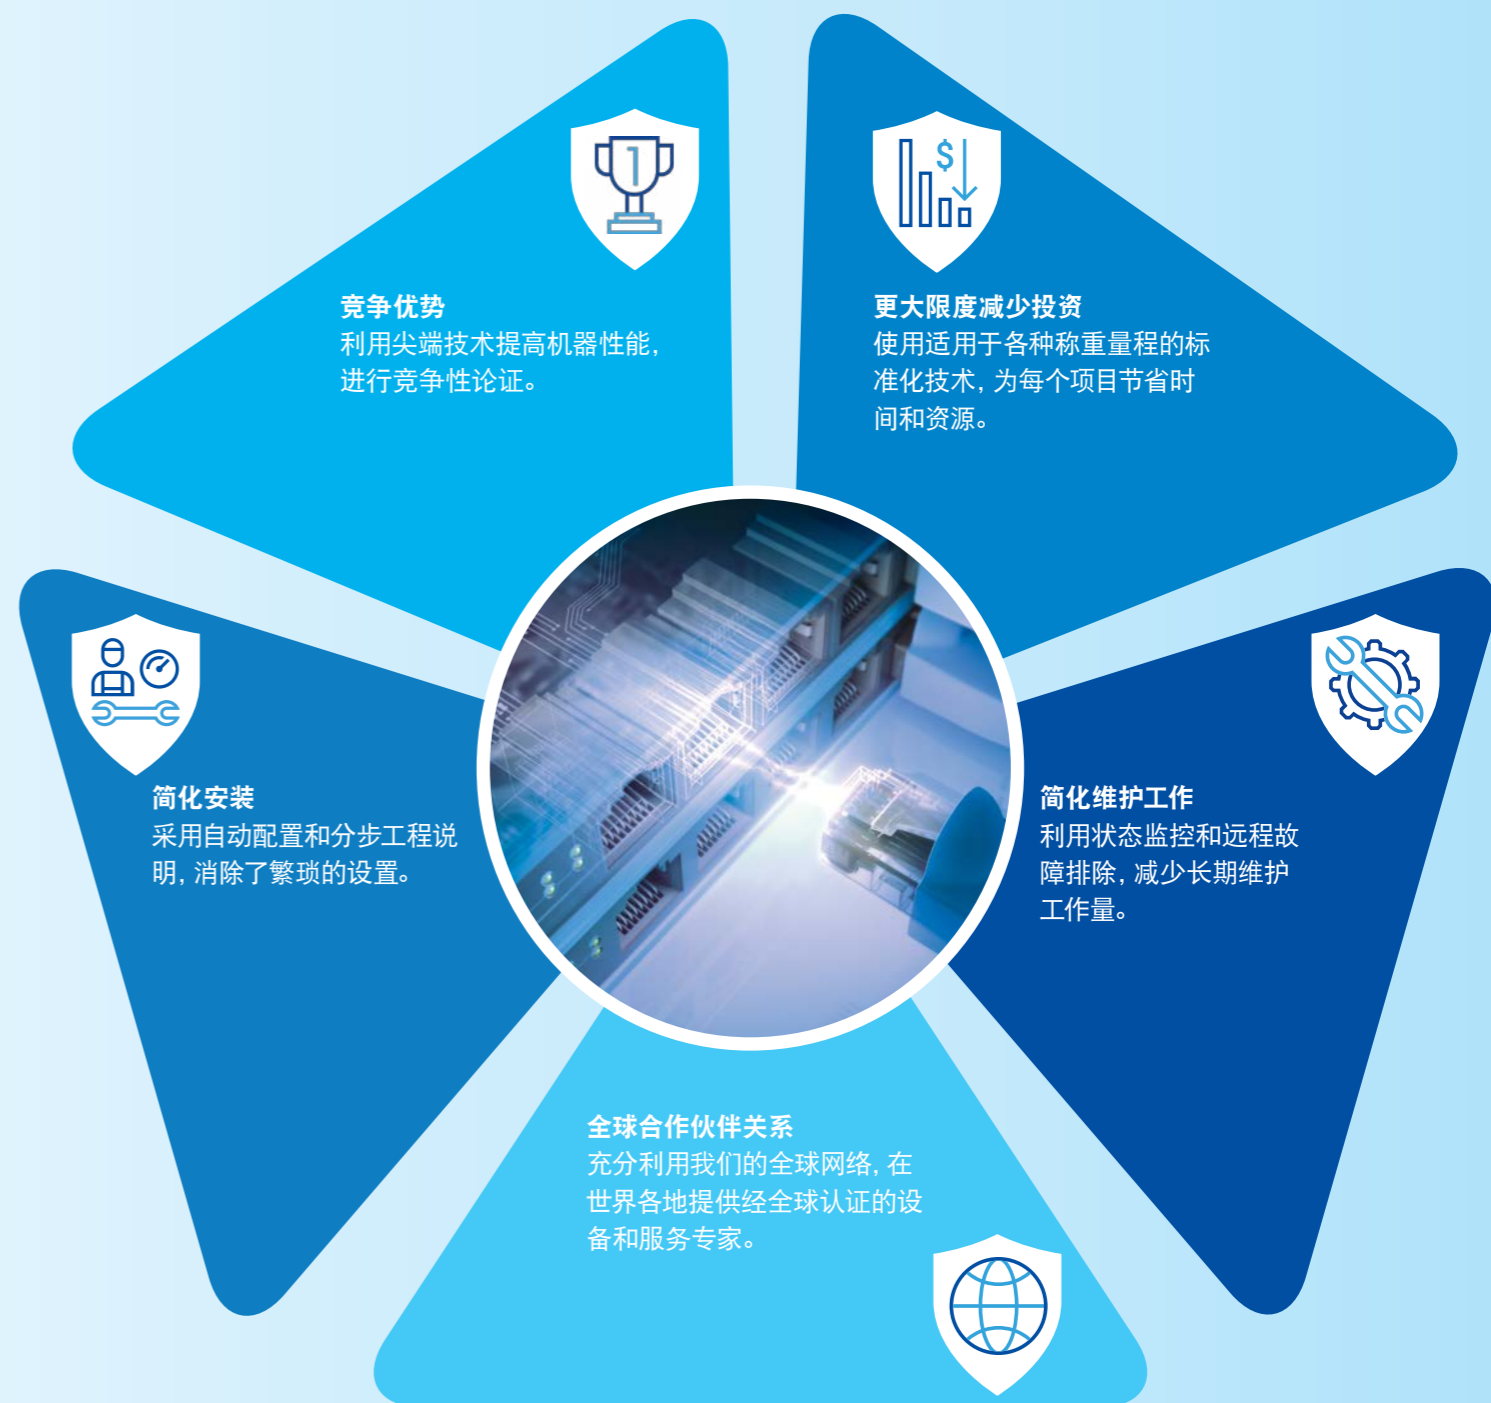 竞争优势
利用尖端技术提高机器性能，
进行竞争性论证。
更大限度减少投资
使用适用于各种称重量程的标
准化技术，为每个项目节省时
间和资源。
简化安装
采用自动配置和分步工程说
明，消除了繁琐的设置。
简化维护工作
利用状态监控和远程故
障排除，减少长期维护
工作量。
全球合作伙伴关系
充分利用我们的全球网络，在
世界各地提供经全球认证的设
备和服务专家。
1
$